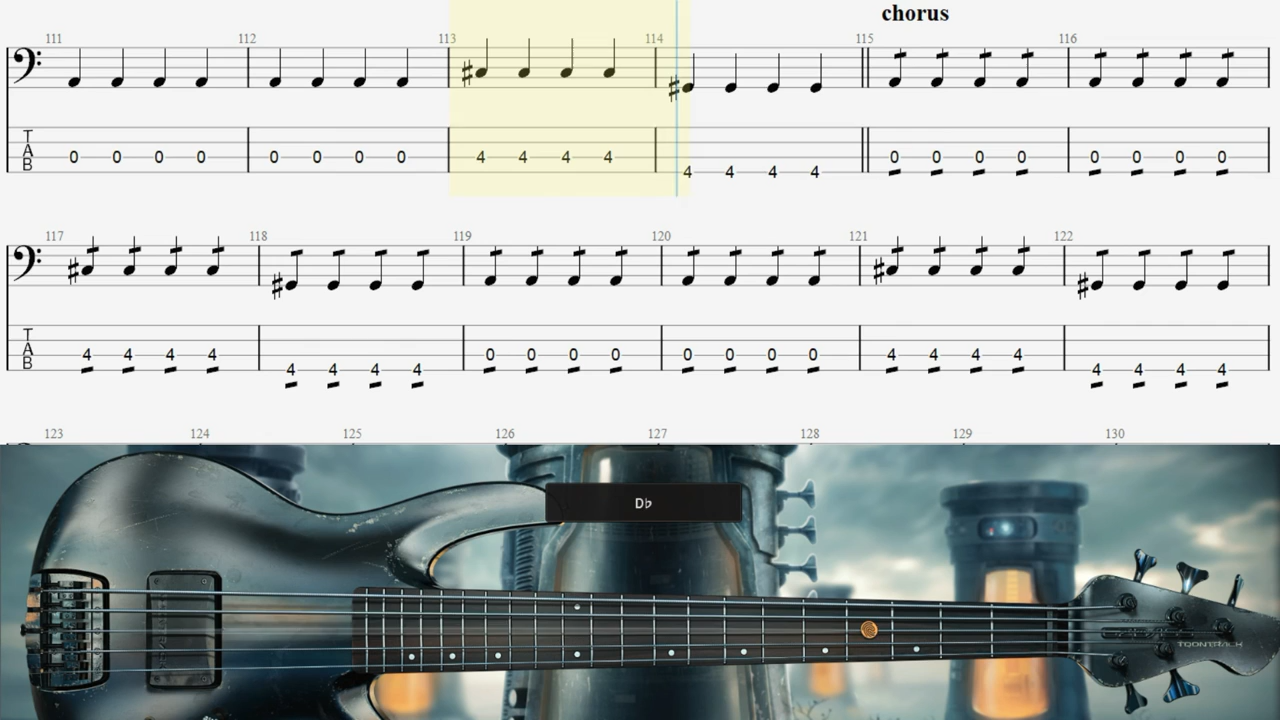 chorus
111 112 113 114 115 116
T
A 0 0 0 0 0 0 0 0 4 4 4 4 0 0 0 0 0 0 0 0
B 4 4 4 4
117 118 119 120 121 122
T
A 4 4 4 4 0 0 0 0 0 0 0 0 4 4 4 4
B 4 4 4 4 4 4 4 4
123 124 125 126 127 128 129 130
D♭
TOONTRACK